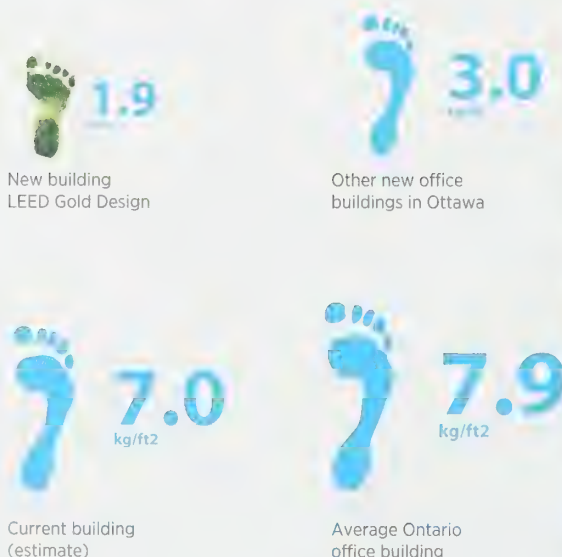 1.9
New building
LEED Gold Design
3.0
Other new office
buildings in Ottawa
7.0
kg/ft2
Current building
(estimate)
7.9
kg/ft2
Average Ontario
office building